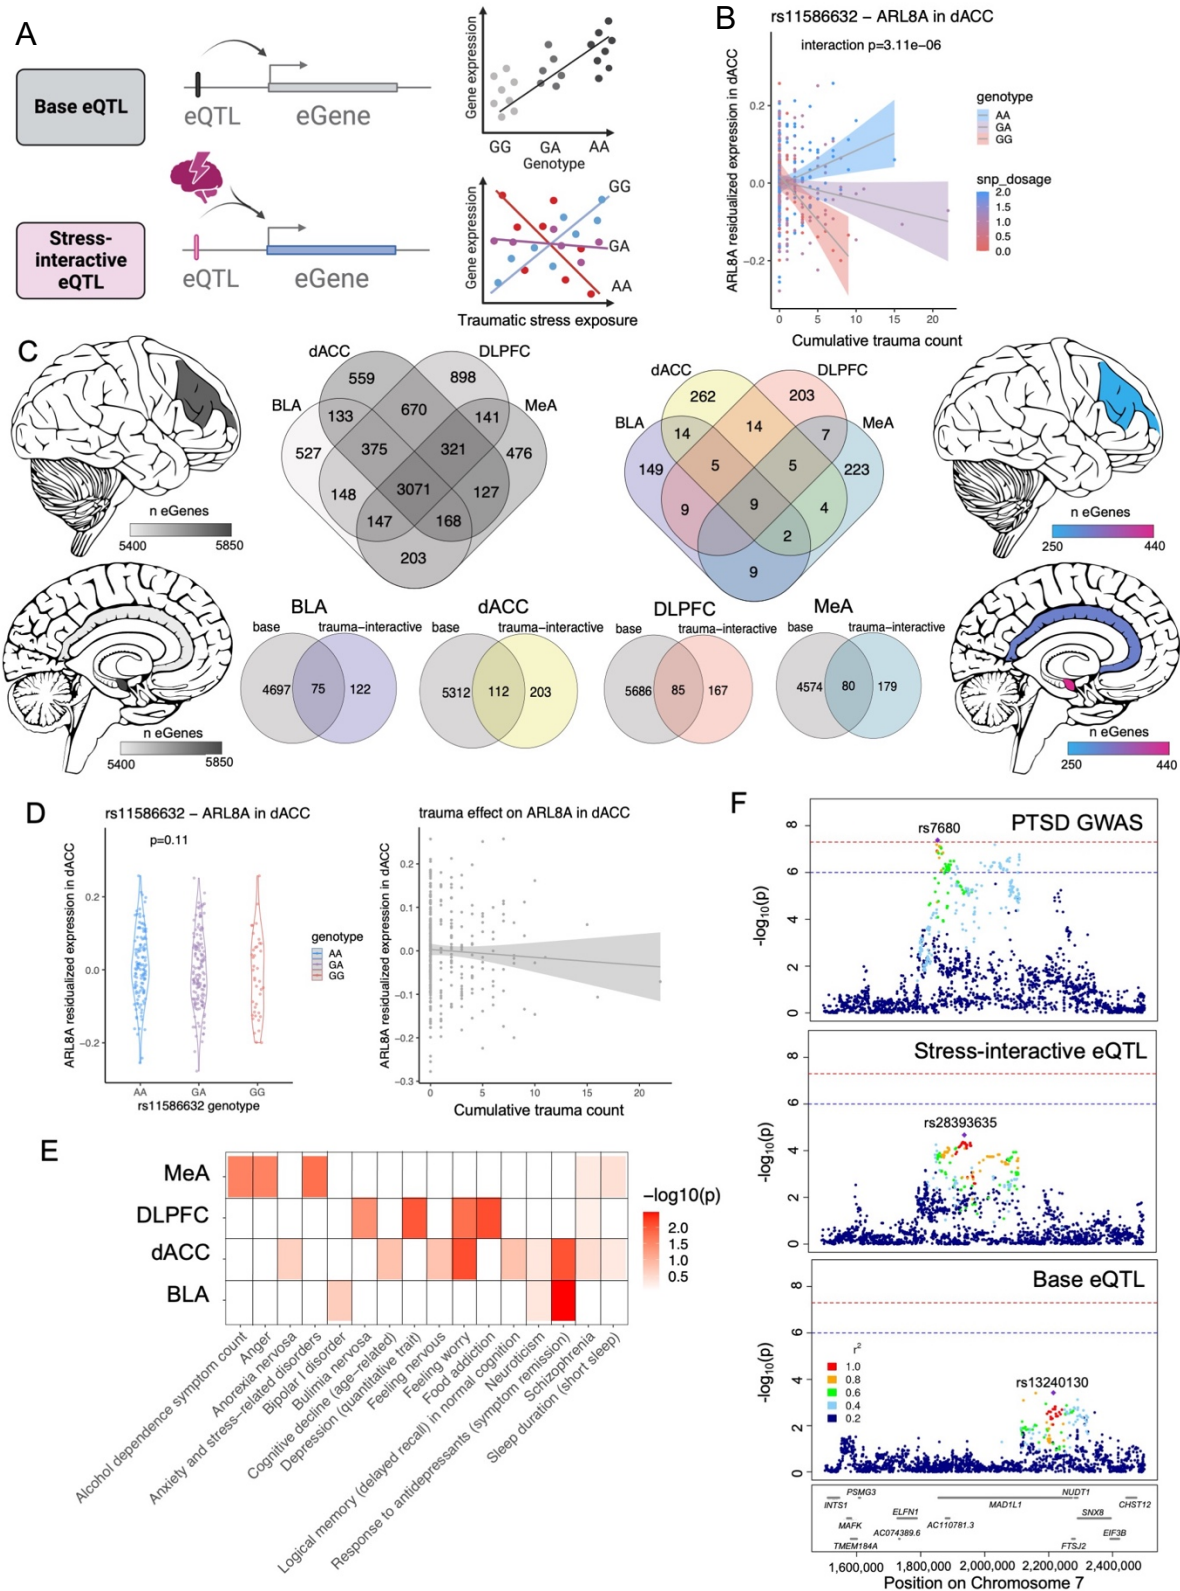 A
Base eQTL
eQTL
eGene
Gene expression
GG
GA
AA
Genotype
Stress-
interactive
eQTL
eQTL
eGene
Gene expression
GG
GA
AA
Traumatic stress exposure
B
rs11586632 – ARL8A in dACC
interaction p=3.11e−06
ARL8A residualized expression in dACC
0.2
0.0
−0.2
0
5
10
15
20
Cumulative trauma count
genotype
AA
GA
GG
snp_dosage
2.0
1.5
1.0
0.5
0.0
C
n eGenes
5400
5850
dACC
DLPFC
BLA
MeA
559
898
133
670
141
527
375
321
476
148
3071
127
147
168
203
dACC
DLPFC
BLA
MeA
262
203
14
14
7
149
5
5
223
9
9
4
2
9
n eGenes
250
440
n eGenes
5400
5850
BLA
base
trauma−interactive
4697
75
122
dACC
base
trauma−interactive
5312
112
203
DLPFC
base
trauma−interactive
5686
85
167
MeA
base
trauma−interactive
4574
80
179
n eGenes
250
440
D
rs11586632 – ARL8A in dACC
p=0.11
ARL8A residualized expression in dACC
0.2
0.0
−0.2
AA
GA
GG
rs11586632 genotype
genotype
AA
GA
GG
trauma effect on ARL8A in dACC
ARL8A residualized expression in dACC
0.2
0.1
0.0
−0.1
−0.2
−0.3
0
5
10
15
20
Cumulative trauma count
E
MeA
DLPFC
dACC
BLA
−log10(p)
2.0
1.5
1.0
0.5
Alcohol dependence symptom count
Anger
Anorexia nervosa
Anxiety and stress−related disorders
Bipolar I disorder
Bulimia nervosa
Cognitive decline (age−related)
Depression (quantitative trait)
Feeling nervous
Feeling worry
Food addiction
Logical memory (delayed recall) in normal cognition
Neuroticism
Response to antidepressants (symptom remission)
Schizophrenia
Sleep duration (short sleep)
F
PTSD GWAS
rs7680
-log10(p)
8
6
4
2
0
Stress-interactive eQTL
rs28393635
-log10(p)
8
6
4
2
0
Base eQTL
rs13240130
-log10(p)
8
6
4
2
0
r2
1.0
0.8
0.6
0.4
0.2
PSMG3
NUDT1
INTS1
MAD1L1
CHST12
ELFN1
SNX8
MAFK
AC110781.3
AC074389.6
EIF3B
TMEM184A
FTSJ2
1,600,000
1,800,000
2,000,000
2,200,000
2,400,000
Position on Chromosome 7